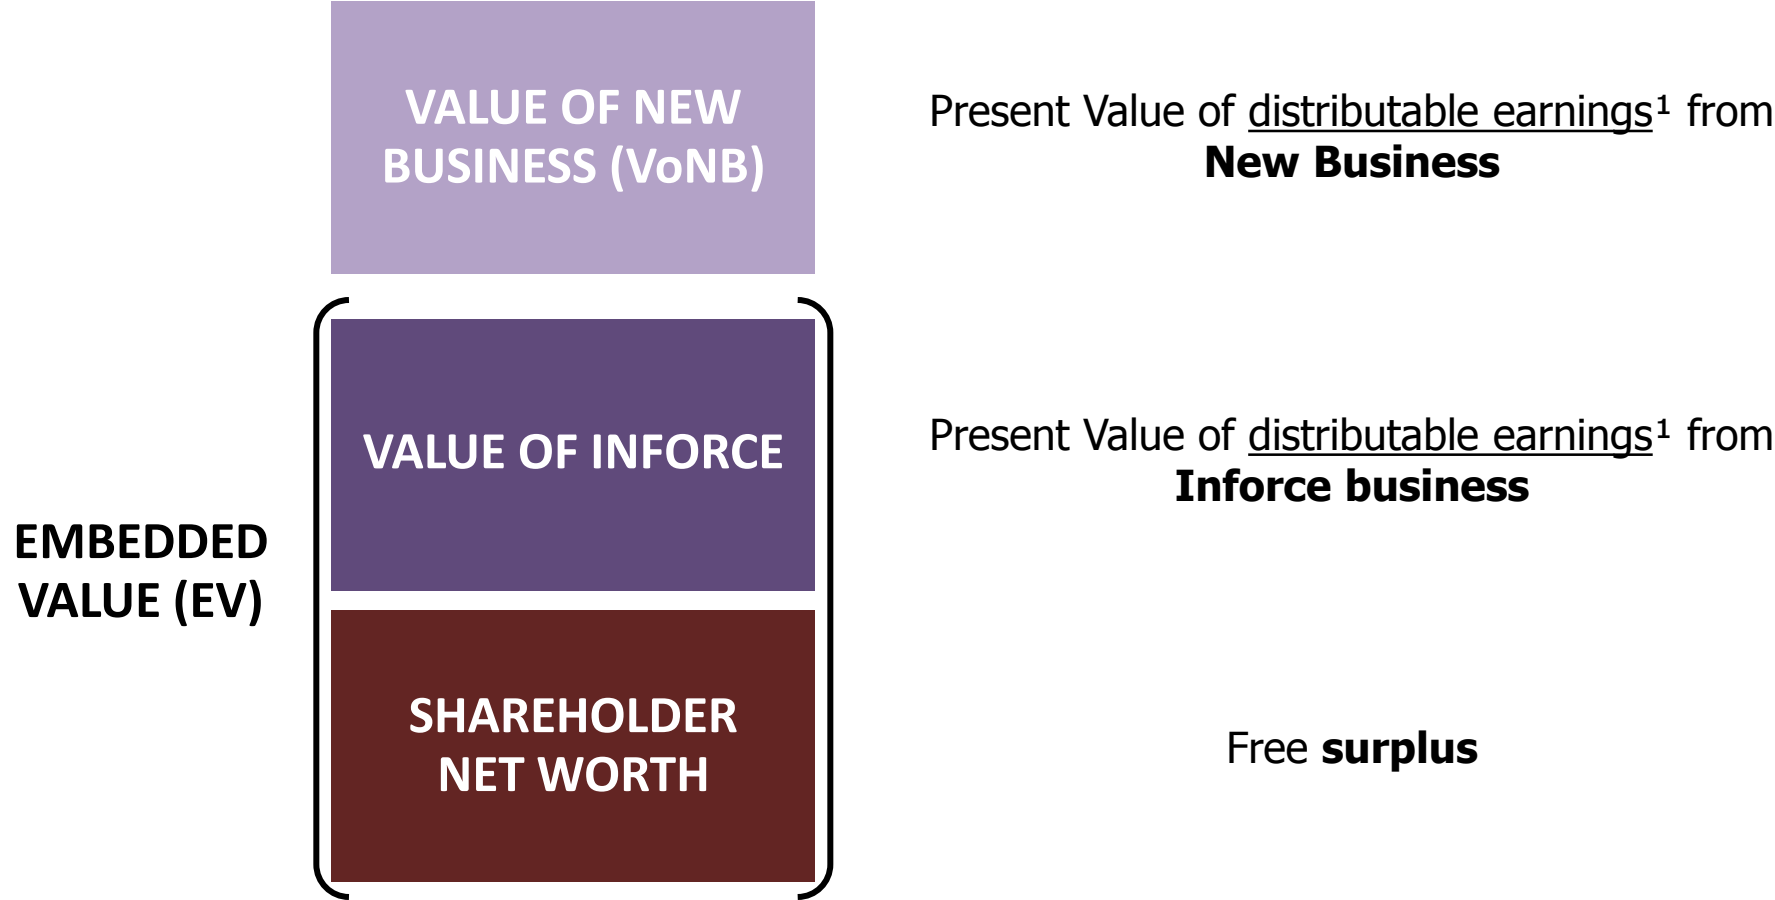 VALUE OF NEW
BUSINESS (VoNB)
Present Value of distributable earnings¹ from
New Business
EMBEDDED
VALUE (EV)
VALUE OF INFORCE
Present Value of distributable earnings¹ from
Inforce business
SHAREHOLDER
NET WORTH
Free surplus